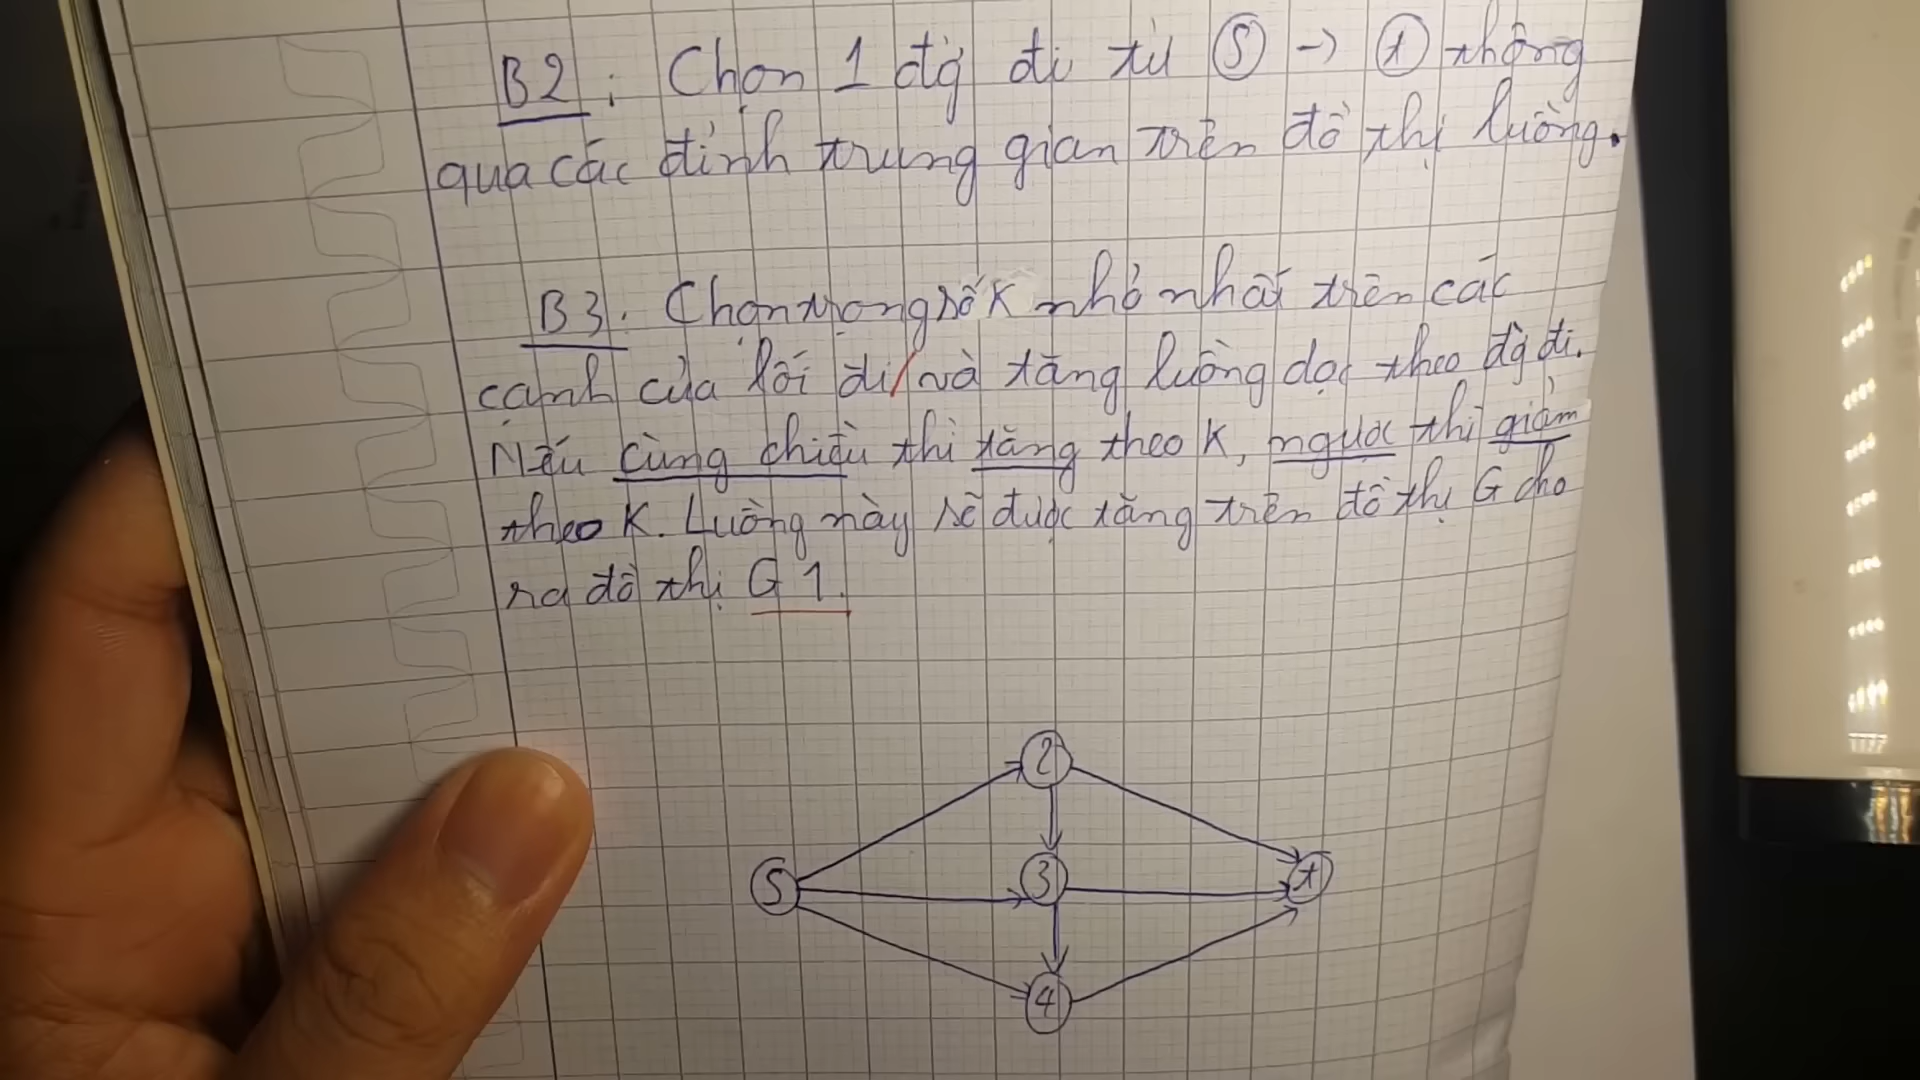 B2: Chọn 1 đg̀ đi từ Ⓢ → ⓣ thông
qua các đỉnh trung gian trên đồ thị luồng.
B3: Chọn trọng số K nhỏ nhất trên các
cạnh của lối đi/và tăng luồng dọc theo đg̀ đi.
Nếu cùng chiều thì tăng theo K, ngược thì giảm
theo K. Luồng này sẽ được tăng trên đồ thị G cho
ra đồ thị G1.
2
S 3 t
4